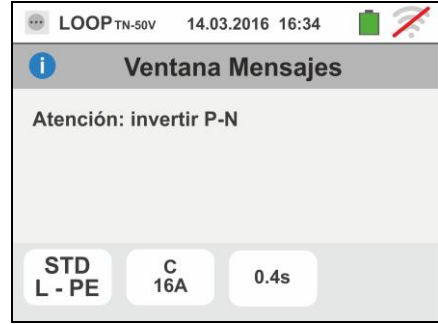 LOOP TN-50V 14.03.2016 16:34
Ventana Mensajes
Atención: invertir P-N
STD
L - PE
C
16A
0.4s